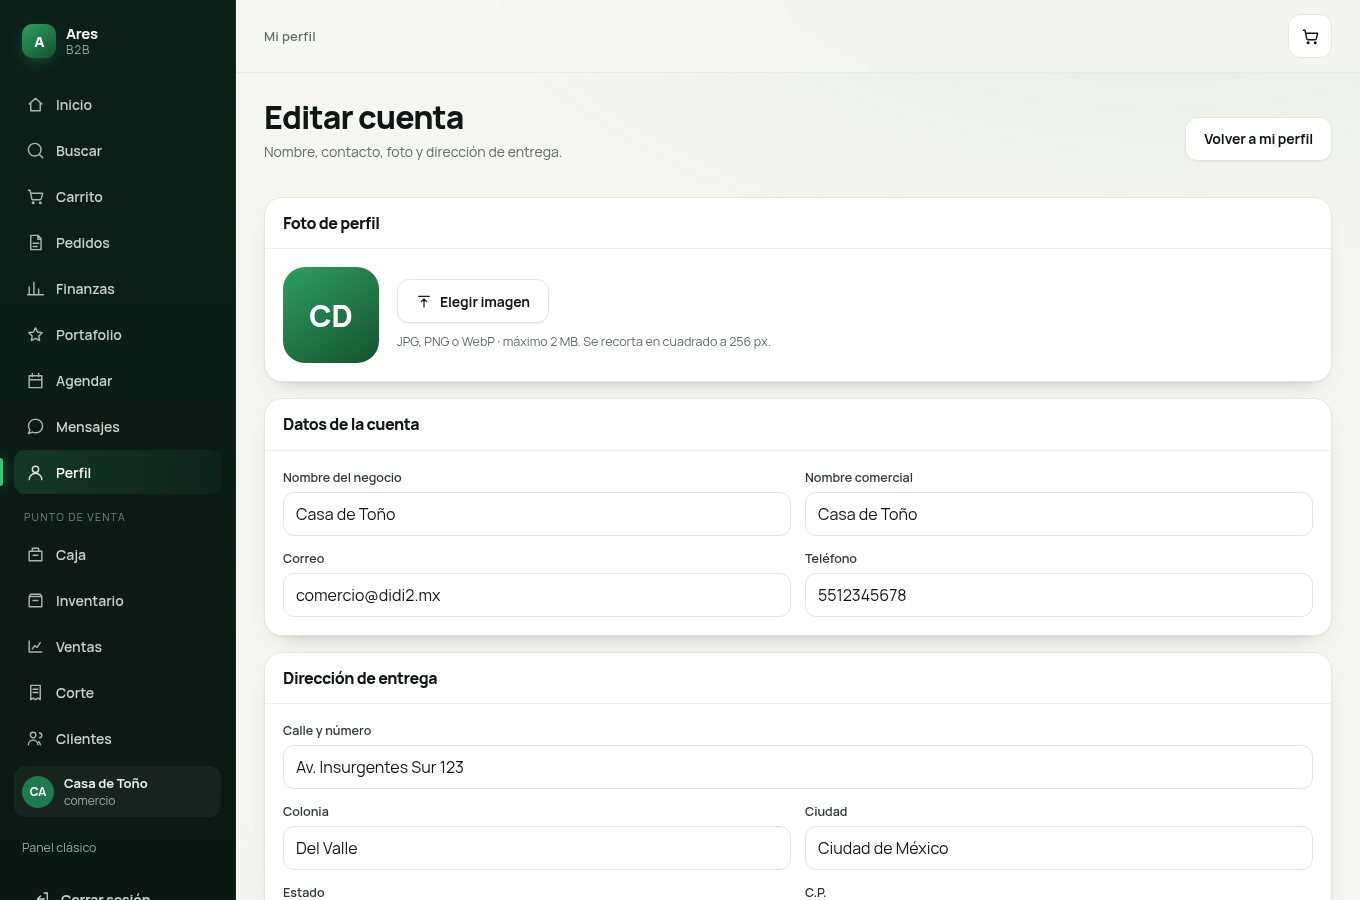 A
Ares
B2B
Inicio
Buscar
Carrito
Pedidos
Finanzas
Portafolio
Agendar
Mensajes
Perfil
PUNTO DE VENTA
Caja
Inventario
Ventas
Corte
Clientes
CA
Casa de Toño
comercio
Panel clásico
Cerrar sesión
Mi perfil
Editar cuenta
Nombre, contacto, foto y dirección de entrega.
Volver a mi perfil
Foto de perfil
CD
Elegir imagen
JPG, PNG o WebP · máximo 2 MB. Se recorta en cuadrado a 256 px.
Datos de la cuenta
Nombre del negocio
Casa de Toño
Nombre comercial
Casa de Toño
Correo
comercio@didi2.mx
Teléfono
5512345678
Dirección de entrega
Calle y número
Av. Insurgentes Sur 123
Colonia
Del Valle
Ciudad
Ciudad de México
Estado
C.P.